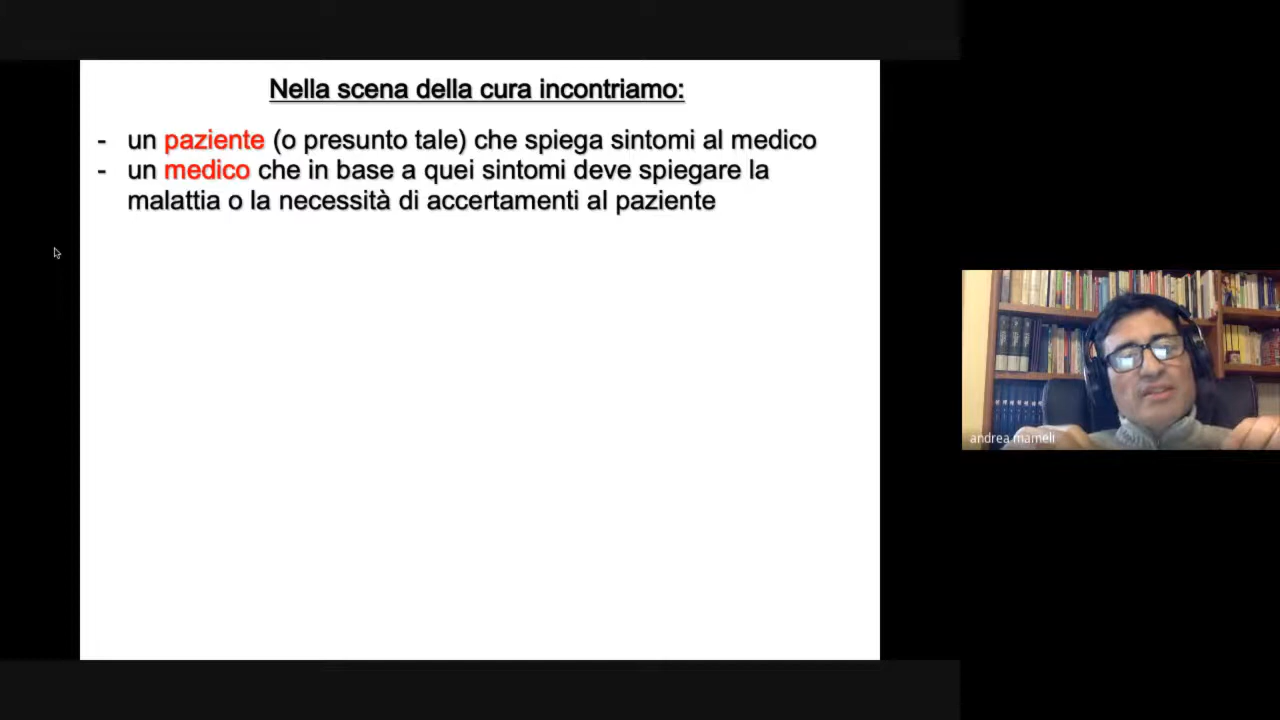 Nella scena della cura incontriamo:
- un paziente (o presunto tale) che spiega sintomi al medico
- un medico che in base a quei sintomi deve spiegare la
malattia o la necessità di accertamenti al paziente
andrea mameli